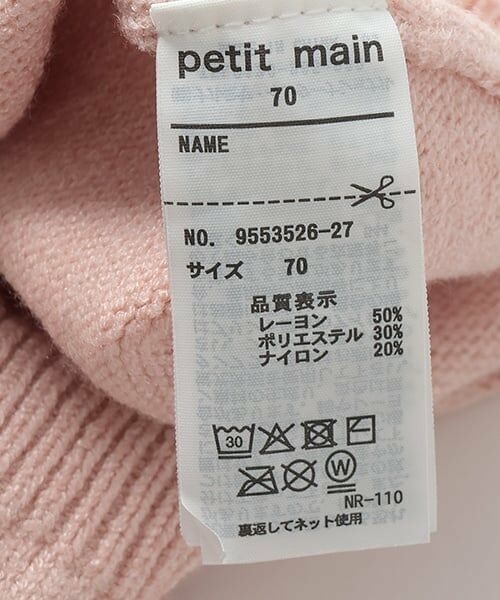 petit main
70
NAME
NO. 9553526-27
サイズ 70
品質表示
レーヨン 50%
ポリエステル 30%
ナイロン 20%
30
W
NR-110
裏返してネット使用